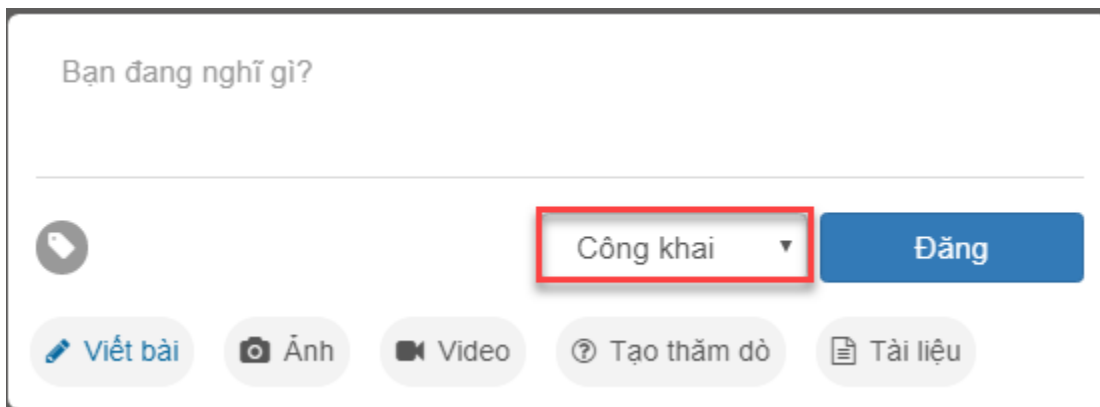 Bạn đang nghĩ gì?
Công khai Đăng
Viết bài Ảnh Video Tạo thăm dò Tài liệu